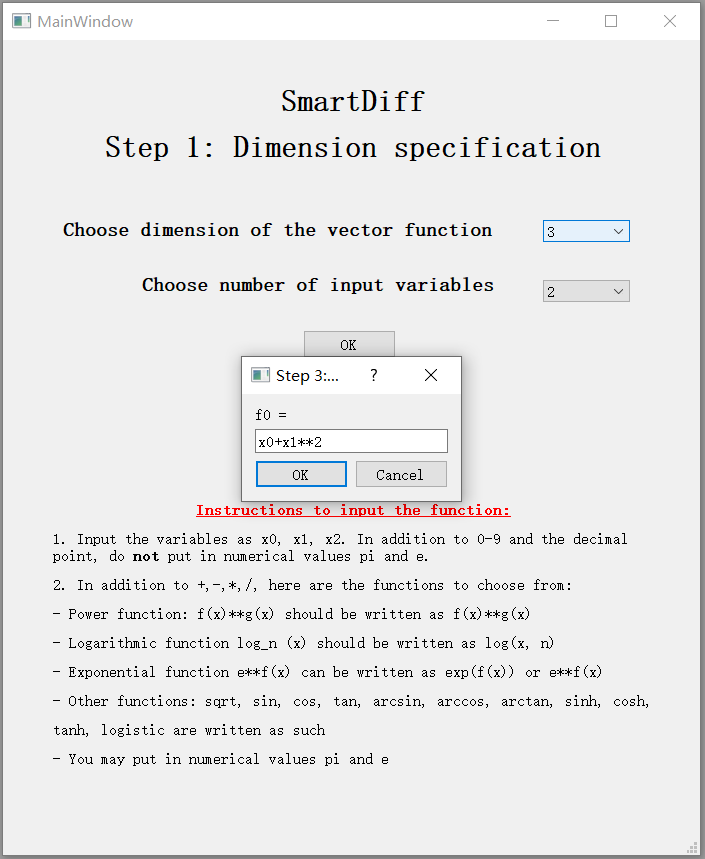 MainWindow
SmartDiff
Step 1: Dimension specification
Choose dimension of the vector function
3
Choose number of input variables
2
OK
Step 3:...
?
f0 =
x0+x1**2
OK
Cancel
Instructions to input the function:
1. Input the variables as x0, x1, x2. In addition to 0-9 and the decimal
point, do not put in numerical values pi and e.
2. In addition to +,-,*,/, here are the functions to choose from:
- Power function: f(x)**g(x) should be written as f(x)**g(x)
- Logarithmic function log_n (x) should be written as log(x, n)
- Exponential function e**f(x) can be written as exp(f(x)) or e**f(x)
- Other functions: sqrt, sin, cos, tan, arcsin, arccos, arctan, sinh, cosh,
tanh, logistic are written as such
- You may put in numerical values pi and e